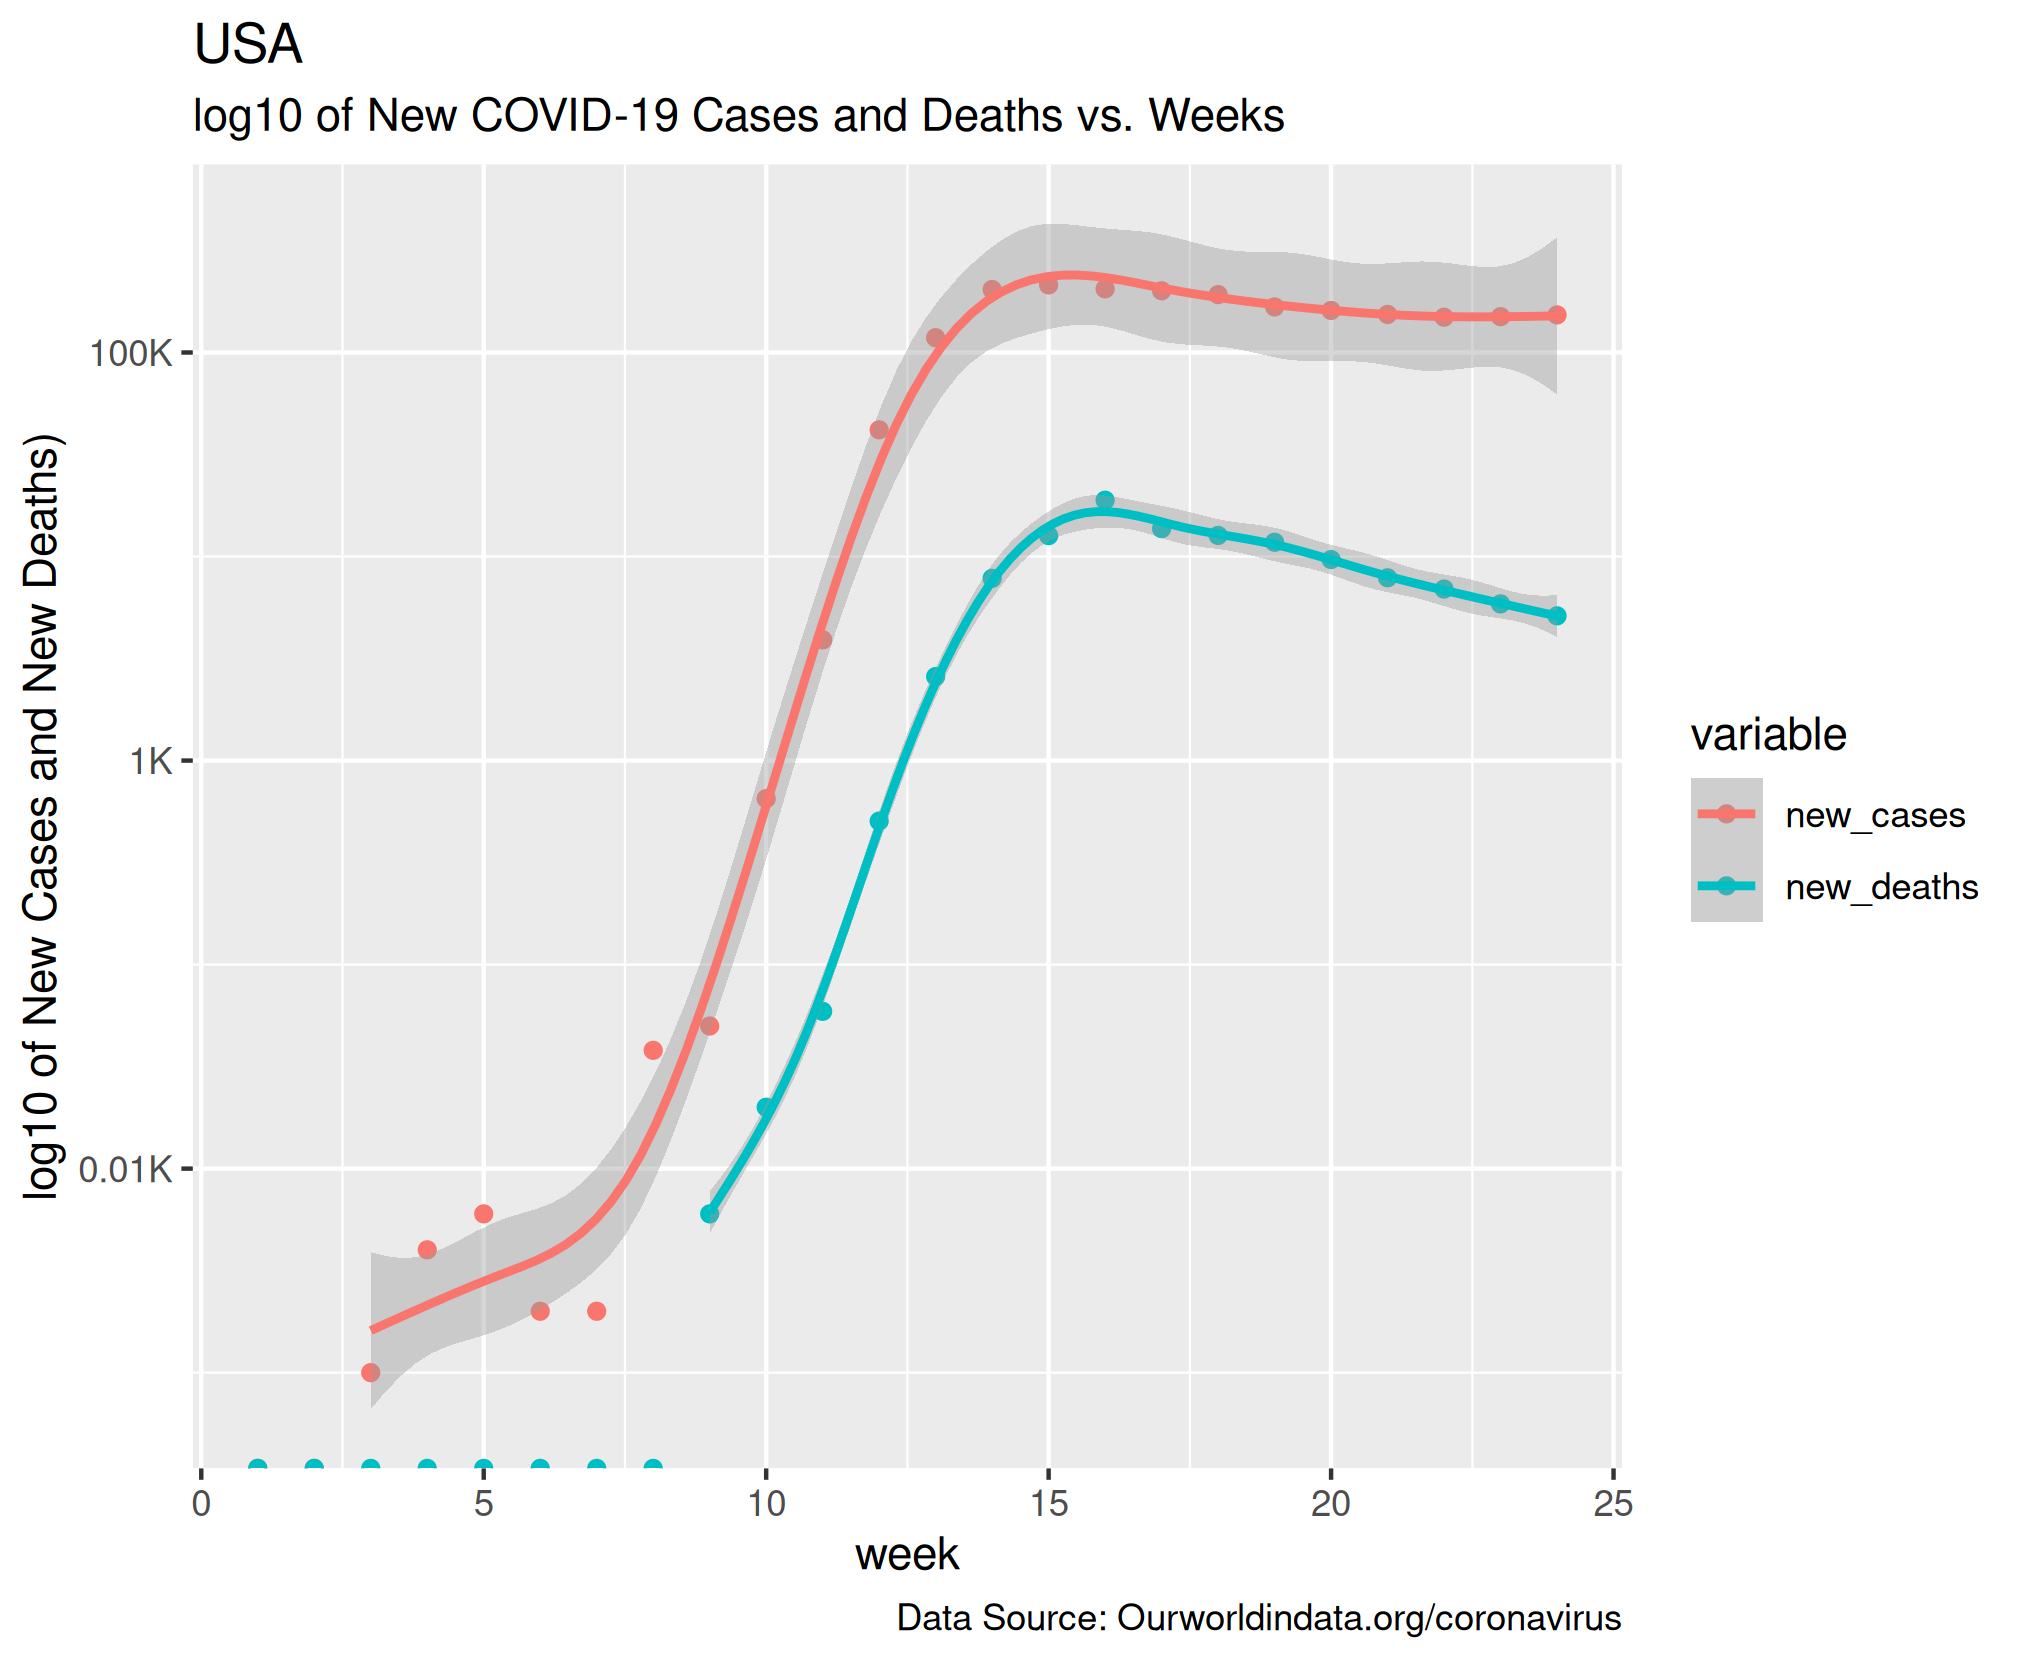 USA
log10 of New COVID-19 Cases and Deaths vs. Weeks
log10 of New Cases and New Deaths)
100K
1K
0.01K
0 5 10 15 20 25
week
variable
new_cases
new_deaths
Data Source: Ourworldindata.org/coronavirus